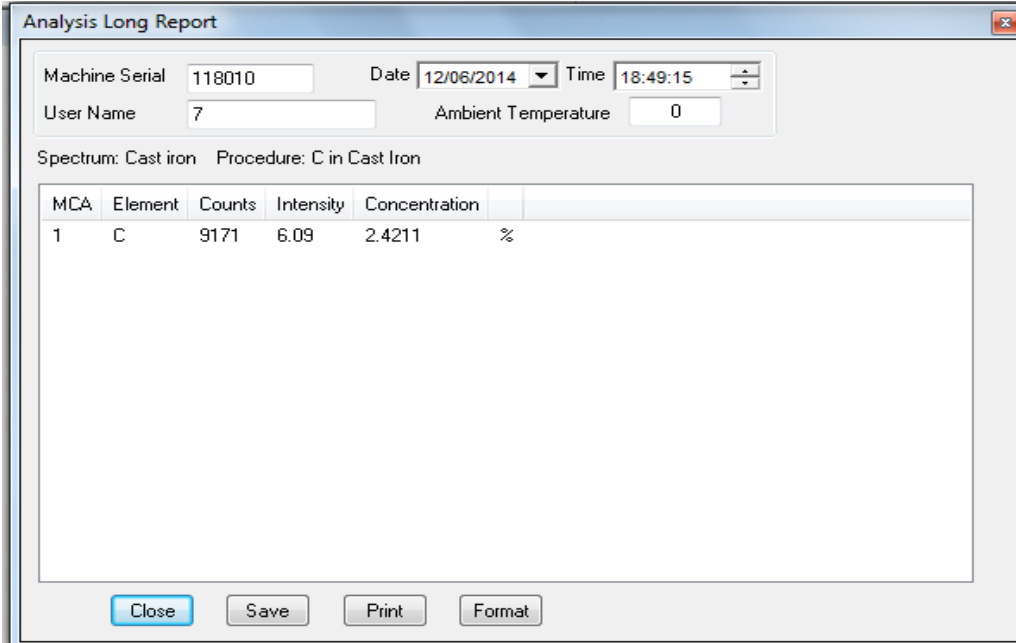 Analysis Long Report
Machine Serial 118010 Date 12/06/2014 Time 18:49:15
User Name 7 Ambient Temperature 0
Spectrum: Cast iron Procedure: C in Cast Iron
MCA Element Counts Intensity Concentration
1 C 9171 6.09 2.4211 %
Close Save Print Format